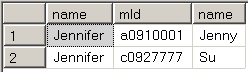 name mId name
1 Jennifer a0910001 Jenny
2 Jennifer c0927777 Su